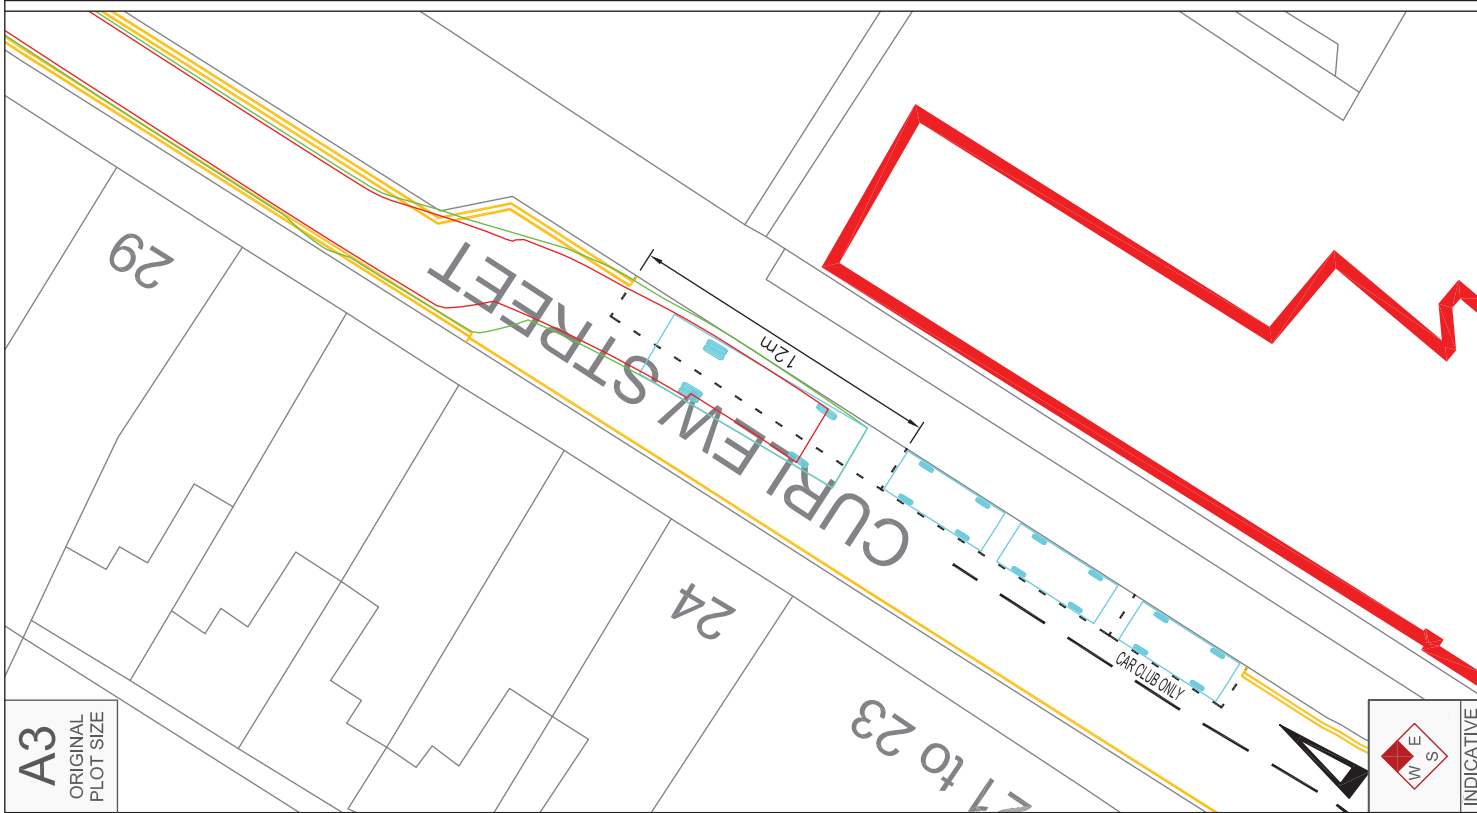 29
CURLEW STREET
12m
24
CAR CLUB ONLY
21 to 23
A3
ORIGINAL
PLOT SIZE
E
W S
INDICATIVE